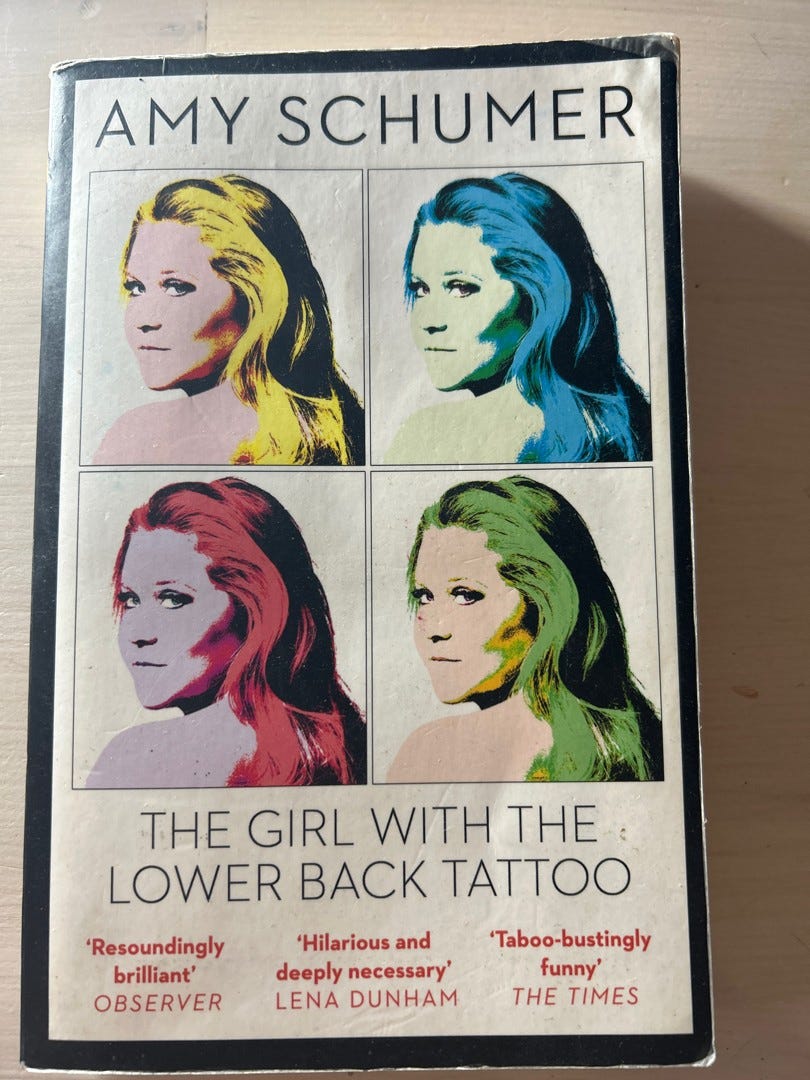 AMY SCHUMER
THE GIRL WITH THE
LOWER BACK TATTOO
‘Resoundingly
brilliant’
OBSERVER
‘Hilarious and
deeply necessary’
LENA DUNHAM
‘Taboo-bustingly
funny’
THE TIMES